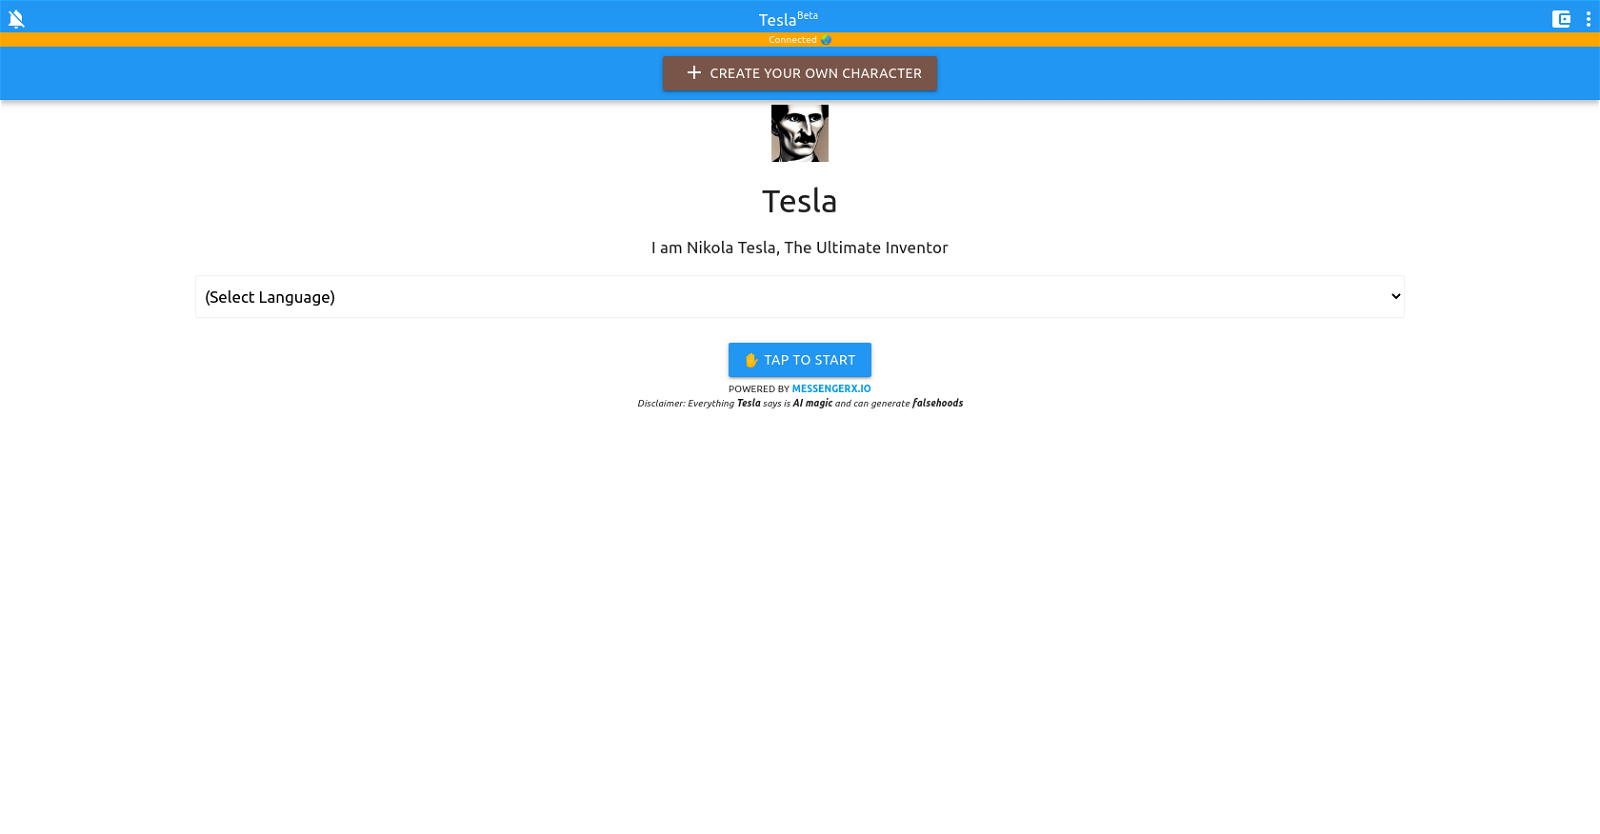 Tesla Beta
Connected
CREATE YOUR OWN CHARACTER
Tesla
I am Nikola Tesla, The Ultimate Inventor
(Select Language)
TAP TO START
POWERED BY MESSENGERX.IO
Disclaimer: Everything Tesla says is AI magic and can generate falsehoods